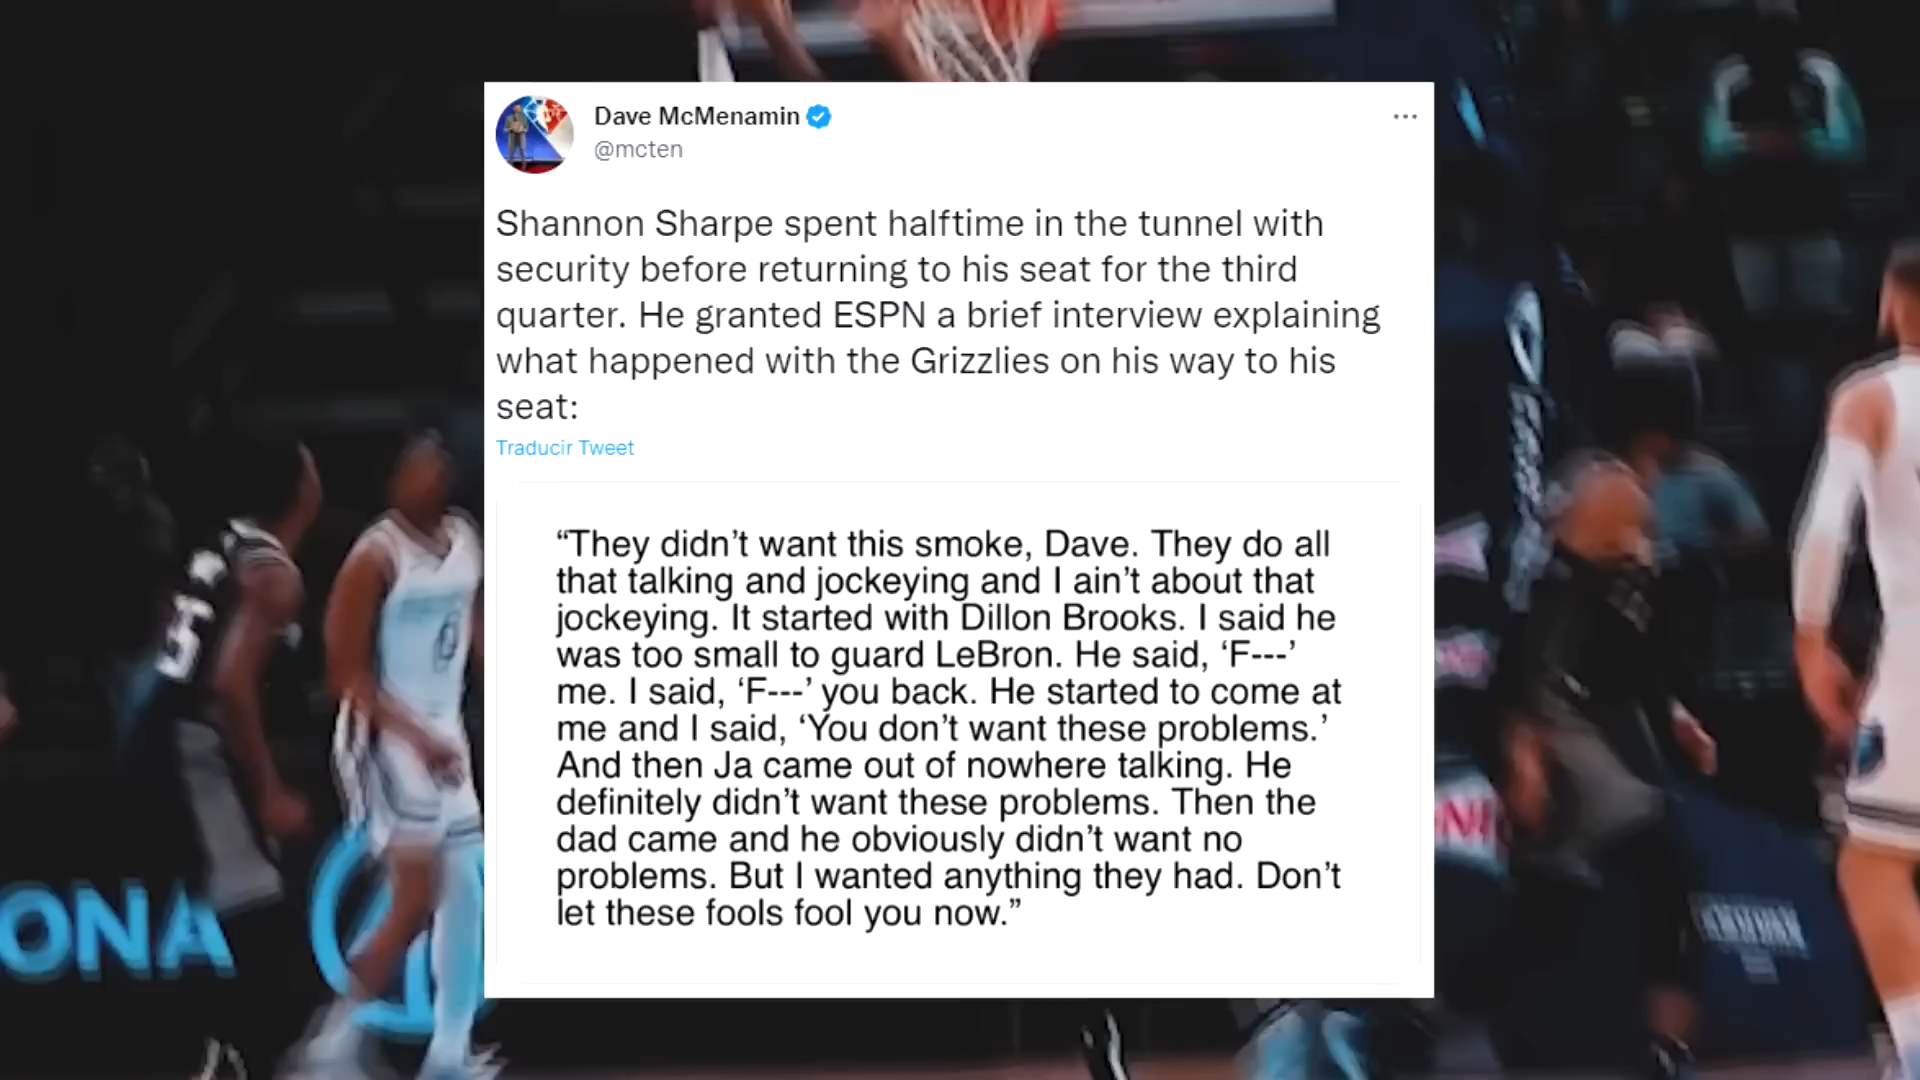 Dave McMenamin
@mcten
Shannon Sharpe spent halftime in the tunnel with
security before returning to his seat for the third
quarter. He granted ESPN a brief interview explaining
what happened with the Grizzlies on his way to his
seat:
Traducir Tweet
“They didn’t want this smoke, Dave. They do all
that talking and jockeying and I ain’t about that
jockeying. It started with Dillon Brooks. I said he
was too small to guard LeBron. He said, ‘F---’
me. I said, ‘F---’ you back. He started to come at
me and I said, ‘You don’t want these problems.’
And then Ja came out of nowhere talking. He
definitely didn’t want these problems. Then the
dad came and he obviously didn’t want no
problems. But I wanted anything they had. Don’t
let these fools fool you now.”
ONA